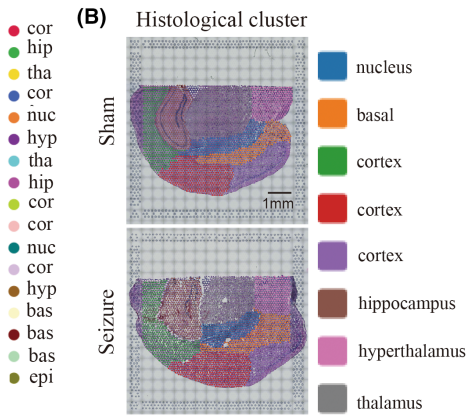 (B)
Histological cluster
cor
hip
tha
cor
nuc
hyp
tha
hip
cor
cor
nuc
cor
hyp
bas
bas
bas
epi
Sham
1mm
Seizure
nucleus
basal
cortex
cortex
cortex
hippocampus
hyperthalamus
thalamus